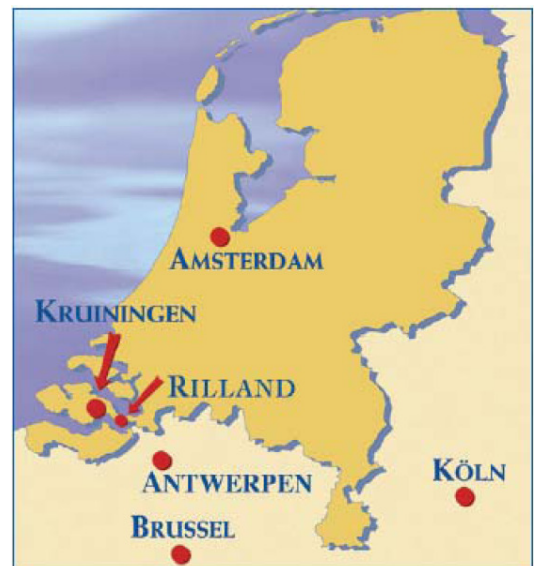 AMSTERDAM
KRUININGEN
RILLAND
ANTWERPEN
KÖLN
BRUSSEL